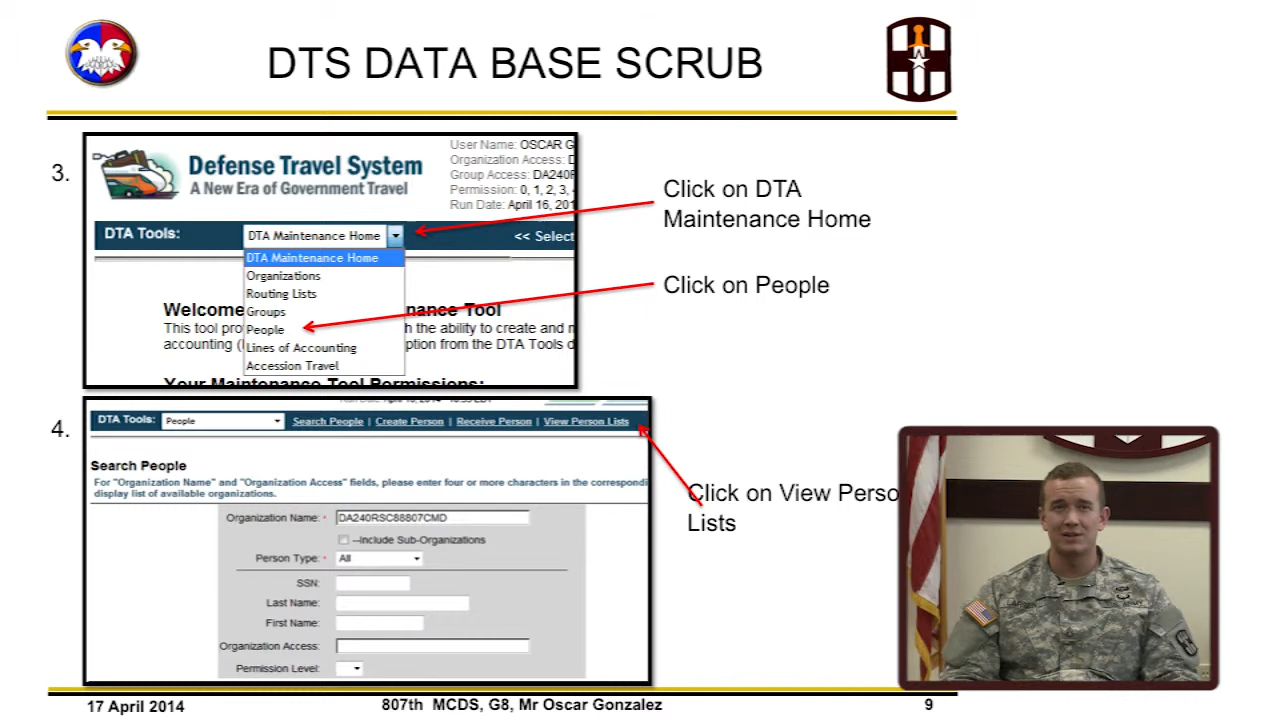 DTS DATA BASE SCRUB
3.
Defense Travel System
A New Era of Government Travel
User Name: OSCAR G
Organization Access: D
Group Access: DA240R
Permission: 0, 1, 2, 3,
Run Date: April 16, 201
DTA Tools:
DTA Maintenance Home
<< Select
DTA Maintenance Home
Organizations
Routing Lists
Groups
People
Lines of Accounting
Accession Travel
Welcome
nance Tool
This tool pro
h the ability to create and m
accounting (
ption from the DTA Tools d
Your Maintenance Tool Permissions:
Click on DTA
Maintenance Home
Click on People
4.
DTA Tools:
People
Search People | Create Person | Receive Person | View Person Lists
Search People
For "Organization Name" and "Organization Access" fields, please enter four or more characters in the correspondi
display list of available organizations.
Organization Name: *
DA240RSC88807CMD
--Include Sub-Organizations
Person Type: *
All
SSN:
Last Name:
First Name:
Organization Access:
Permission Level:
Click on View Perso
Lists
17 April 2014
807th MCDS, G8, Mr Oscar Gonzalez
9